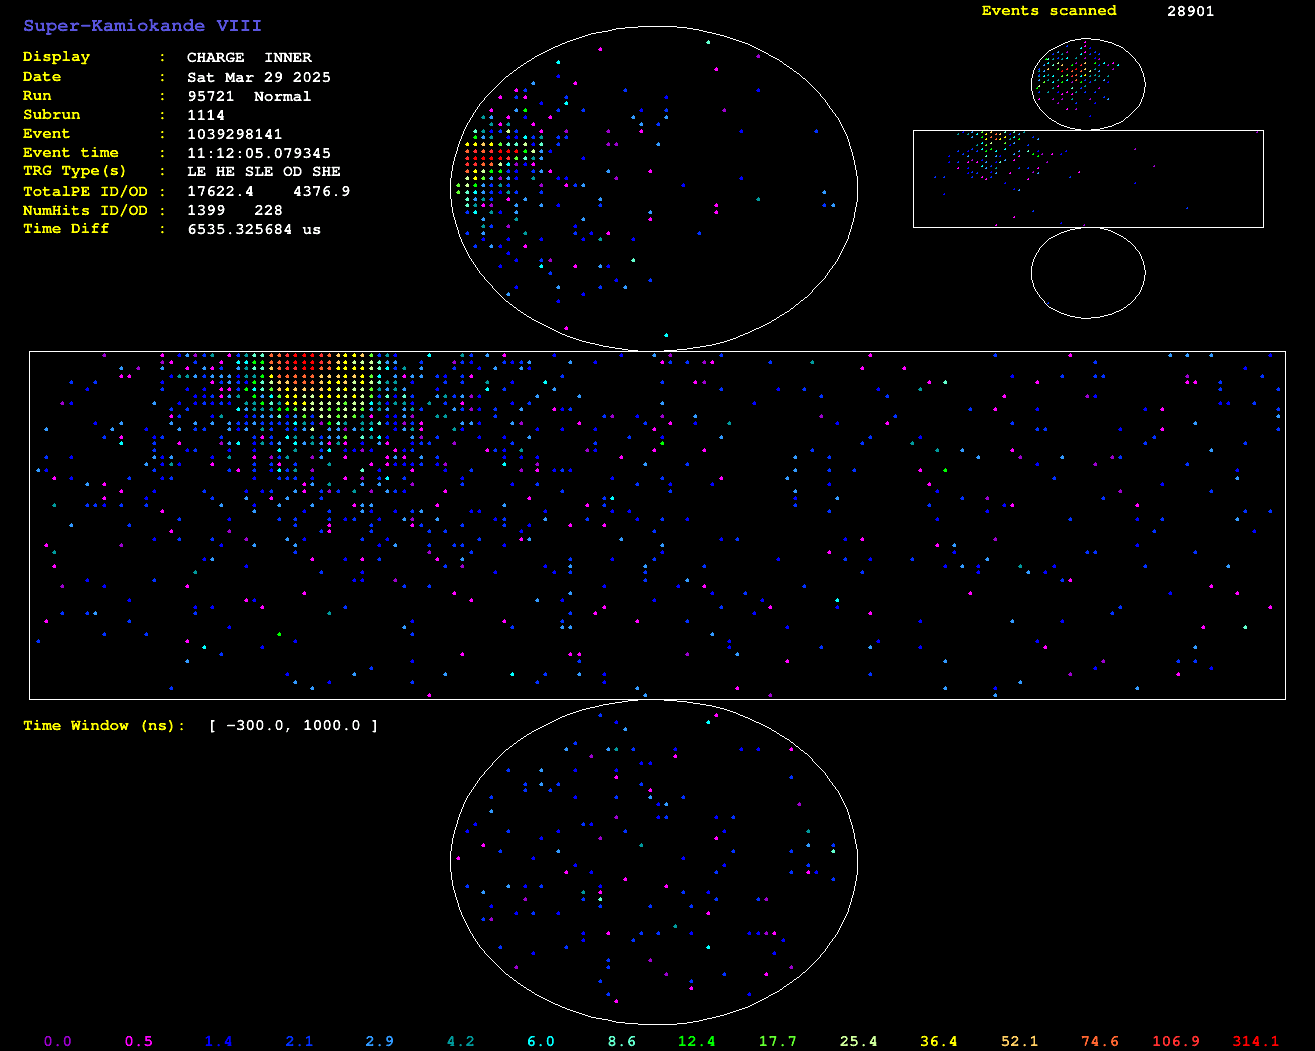 Super-Kamiokande VIII
Events scanned 28901
Display : CHARGE INNER
Date : Sat Mar 29 2025
Run : 95721 Normal
Subrun : 1114
Event : 1039298141
Event time : 11:12:05.079345
TRG Type(s) : LE HE SLE OD SHE
TotalPE ID/OD : 17622.4 4376.9
NumHits ID/OD : 1399 228
Time Diff : 6535.325684 us
Time Window (ns): [ -300.0, 1000.0 ]
0.0 0.5 1.4 2.1 2.9 4.2 6.0 8.6 12.4 17.7 25.4 36.4 52.1 74.6 106.9 314.1